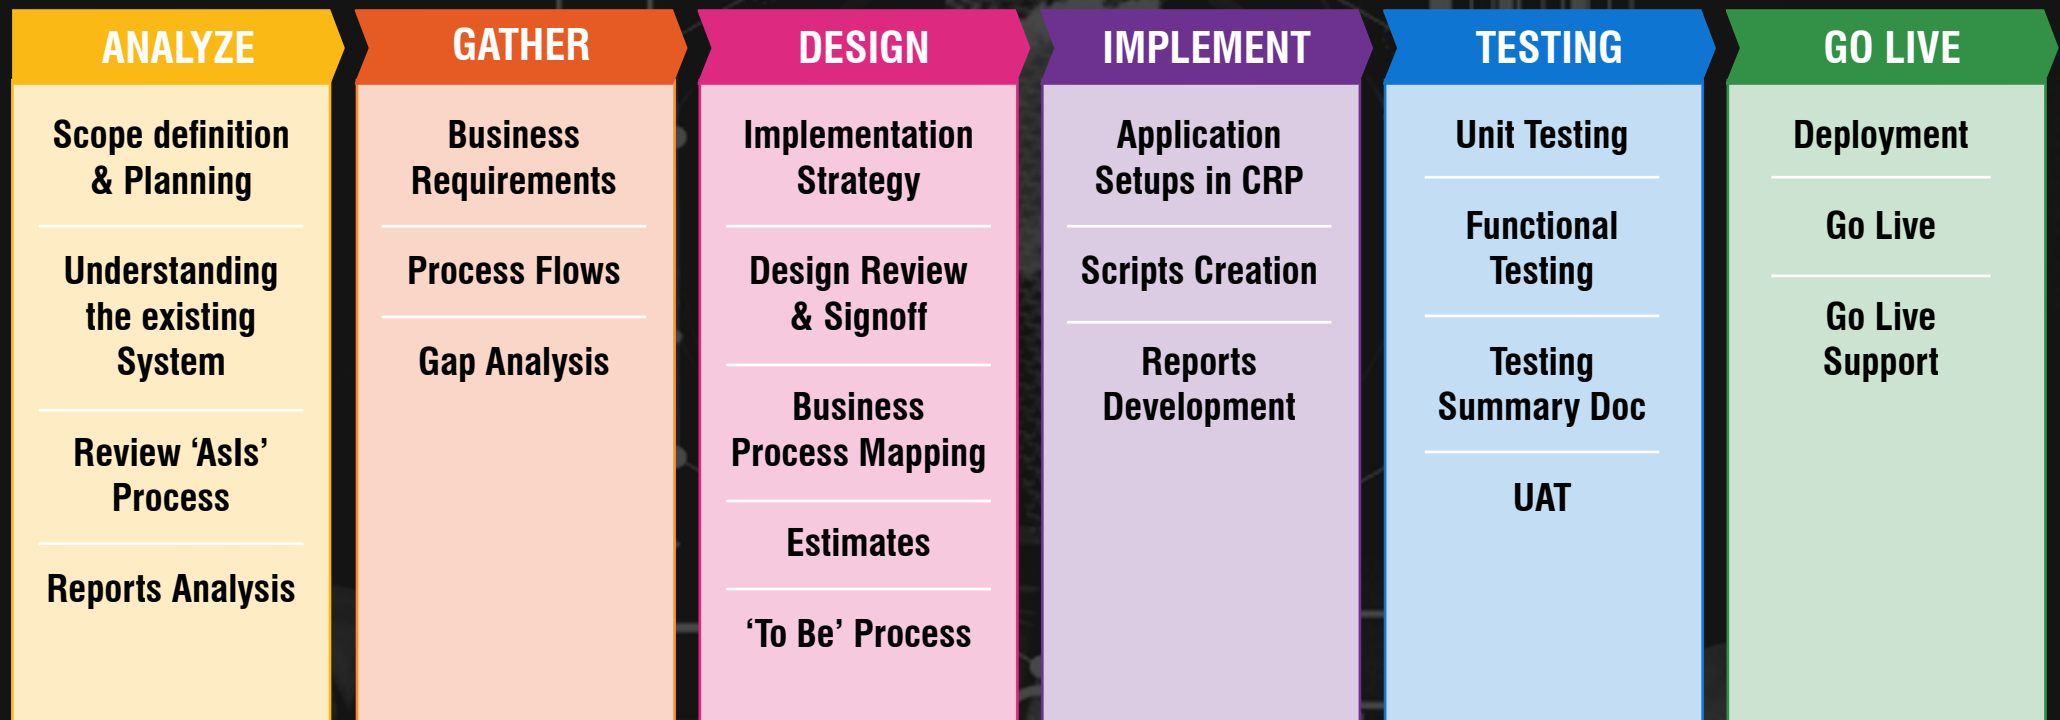 ANALYZE
Scope definition
& Planning
Understanding
the existing
System
Review ‘AsIs’
Process
Reports Analysis
GATHER
Business
Requirements
Process Flows
Gap Analysis
DESIGN
Implementation
Strategy
Design Review
& Signoff
Business
Process Mapping
Estimates
‘To Be’ Process
IMPLEMENT
Application
Setups in CRP
Scripts Creation
Reports
Development
TESTING
Unit Testing
Functional
Testing
Testing
Summary Doc
UAT
GO LIVE
Deployment
Go Live
Go Live
Support